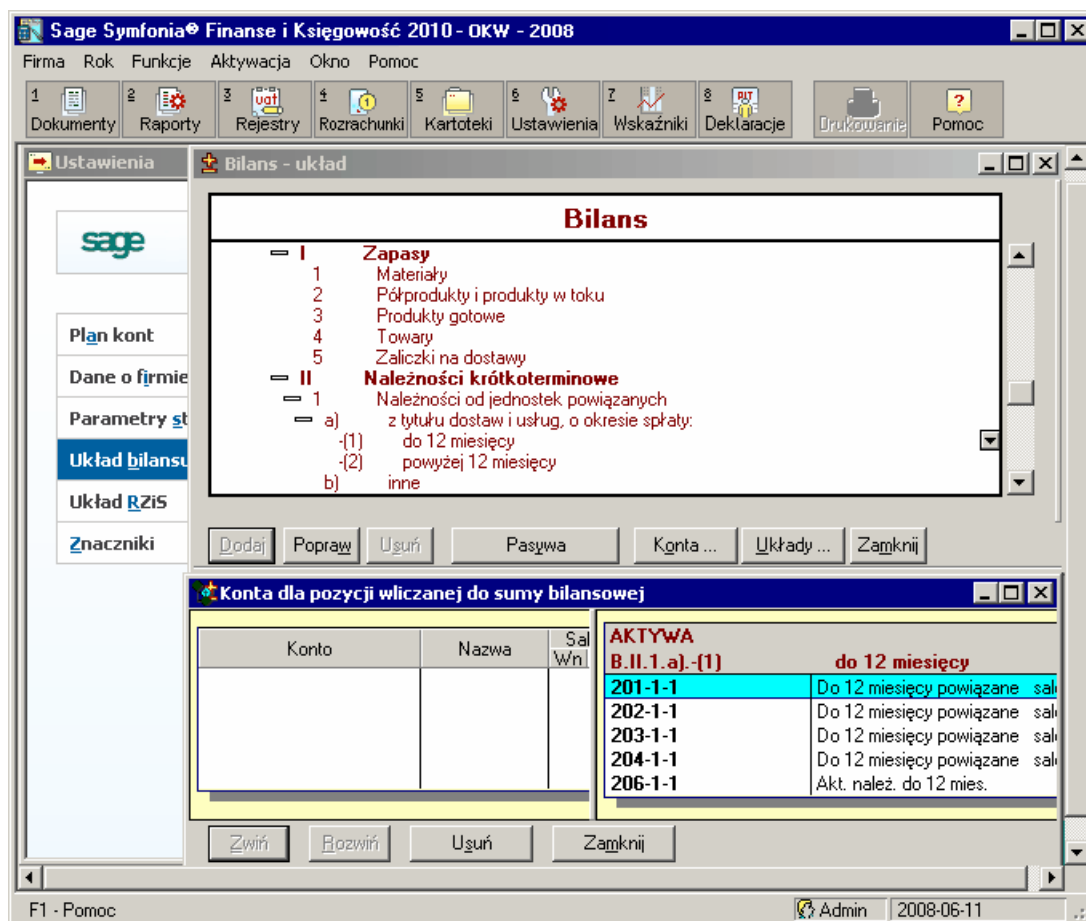 Sage Symfonia® Finanse i Księgowość 2010 - OKW - 2008
Firma Rok Funkcje Aktywacja Okno Pomoc
1 Dokumenty 2 Raporty 3 Rejestry 4 Rozrachunki 5 Kartoteki 6 Ustawienia 7 Wskaźniki 8 Deklaracje Drukowanie Pomoc
Ustawienia
sage
Plan kont
Dane o firmie
Parametry st
Układ bilansu
Układ RZiS
Znaczniki
Bilans - układ
Bilans
I Zapasy
1 Materiały
2 Półprodukty i produkty w toku
3 Produkty gotowe
4 Towary
5 Zaliczki na dostawy
II Należności krótkoterminowe
1 Należności od jednostek powiązanych
a) z tytułu dostaw i usług, o okresie spłaty:
-(1) do 12 miesięcy
-(2) powyżej 12 miesięcy
b) inne
Dodaj Popraw Usuń Pasywa Konta ... Układy ... Zamknij
Konta dla pozycji wliczanej do sumy bilansowej
Konto Nazwa Sal
Wn
AKTYWA
B.II.1.a).-(1) do 12 miesięcy
201-1-1 Do 12 miesięcy powiązane sald
202-1-1 Do 12 miesięcy powiązane sald
203-1-1 Do 12 miesięcy powiązane sald
204-1-1 Do 12 miesięcy powiązane sald
206-1-1 Akt. należ. do 12 mies.
Zwiń Rozwiń Usuń Zamknij
F1 - Pomoc Admin 2008-06-11